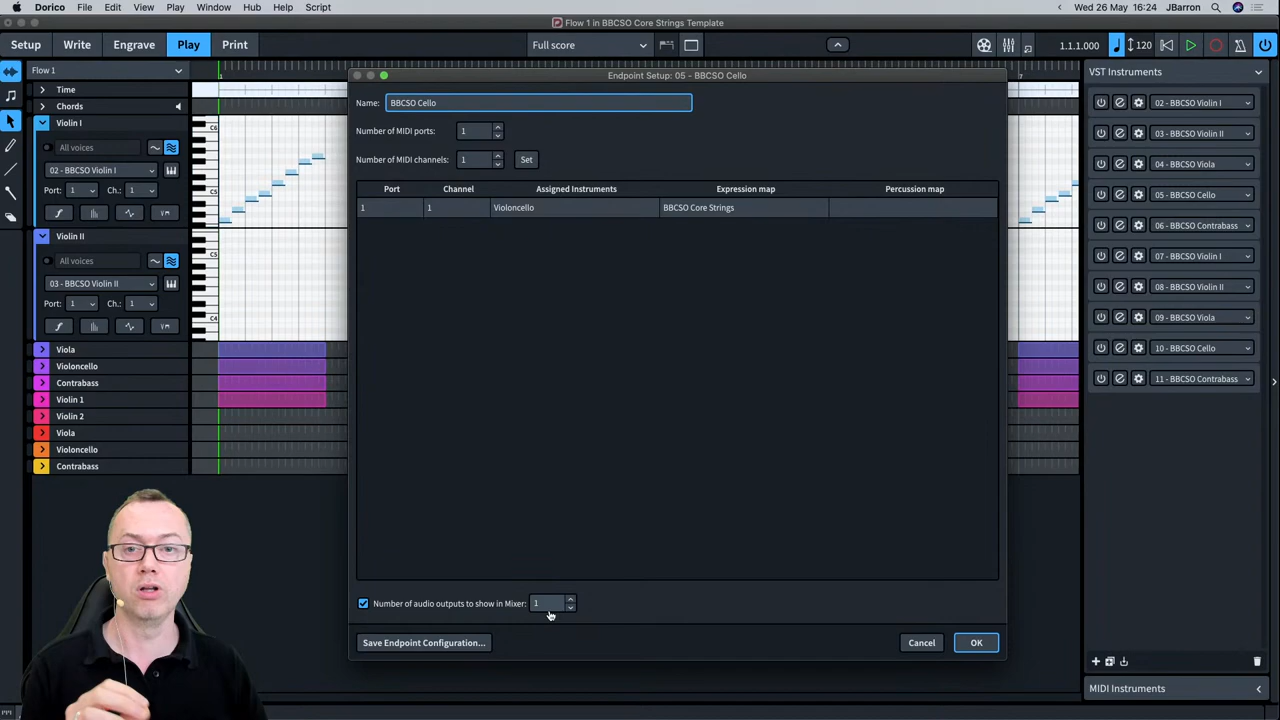 Dorico File Edit View Play Window Hub Help Script Wed 26 May 16:24 JBarron
Flow 1 in BBCSO Core Strings Template
Setup Write Engrave Play Print Full score 1.1.1.000 120
Flow 1
1
7
Time
Chords
Violin I
All voices
02 - BBCSO Violin I
Port: 1 Ch.: 1
C6
C5
Violin II
All voices
03 - BBCSO Violin II
Port: 1 Ch.: 1
C5
C4
Viola
Violoncello
Contrabass
Violin 1
Violin 2
Viola
Violoncello
Contrabass
Endpoint Setup: 05 - BBCSO Cello
Name: BBCSO Cello
Number of MIDI ports: 1
Number of MIDI channels: 1 Set
Port Channel Assigned Instruments Expression map Percussion map
1 1 Violoncello BBCSO Core Strings
Number of audio outputs to show in Mixer: 1
Save Endpoint Configuration... Cancel OK
VST Instruments
02 - BBCSO Violin I
03 - BBCSO Violin II
04 - BBCSO Viola
05 - BBCSO Cello
06 - BBCSO Contrabass
07 - BBCSO Violin I
08 - BBCSO Violin II
09 - BBCSO Viola
10 - BBCSO Cello
11 - BBCSO Contrabass
MIDI Instruments